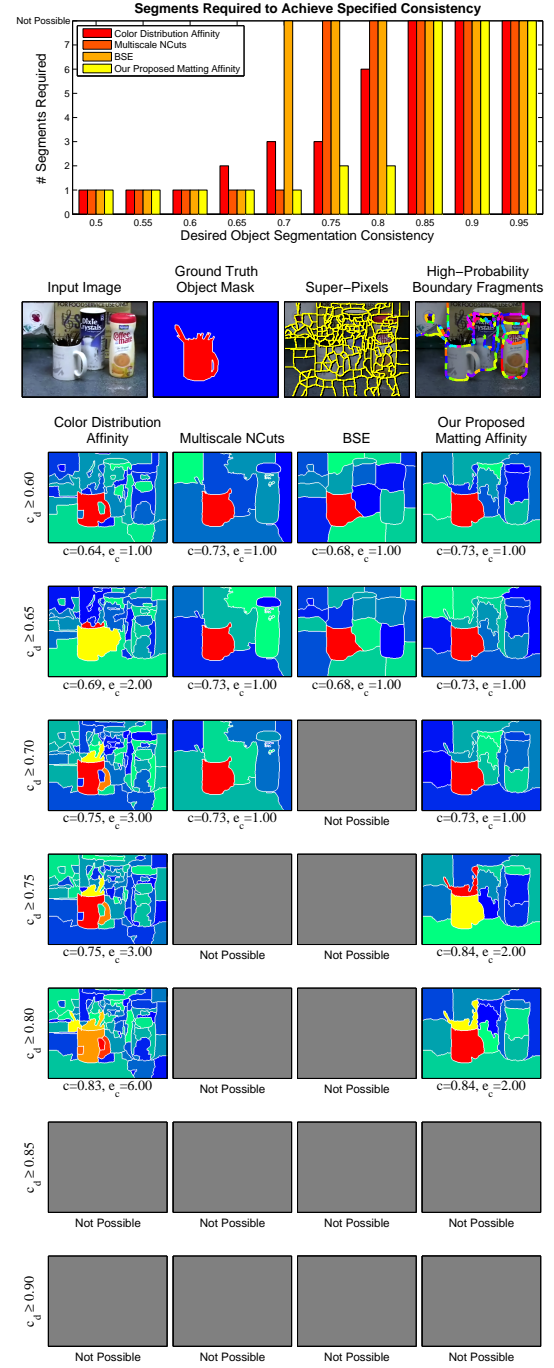 Segments Required to Achieve Specified Consistency
Not Possible
7
6
5
4
3
2
1
0
# Segments Required
Color Distribution Affinity
Multiscale NCuts
BSE
Our Proposed Matting Affinity
0.5 0.55 0.6 0.65 0.7 0.75 0.8 0.85 0.9 0.95
Desired Object Segmentation Consistency
Input Image
Ground Truth
Object Mask
Super−Pixels
High−Probability
Boundary Fragments
Color Distribution
Affinity
Multiscale NCuts
BSE
Our Proposed
Matting Affinity
c_d ≥ 0.60
c=0.64, e_c=1.00
c=0.73, e_c=1.00
c=0.68, e_c=1.00
c=0.73, e_c=1.00
c_d ≥ 0.65
c=0.69, e_c=2.00
c=0.73, e_c=1.00
c=0.68, e_c=1.00
c=0.73, e_c=1.00
c_d ≥ 0.70
c=0.75, e_c=3.00
c=0.73, e_c=1.00
Not Possible
c=0.73, e_c=1.00
c_d ≥ 0.75
c=0.75, e_c=3.00
Not Possible
Not Possible
c=0.84, e_c=2.00
c_d ≥ 0.80
c=0.83, e_c=6.00
Not Possible
Not Possible
c=0.84, e_c=2.00
c_d ≥ 0.85
Not Possible
Not Possible
Not Possible
Not Possible
c_d ≥ 0.90
Not Possible
Not Possible
Not Possible
Not Possible